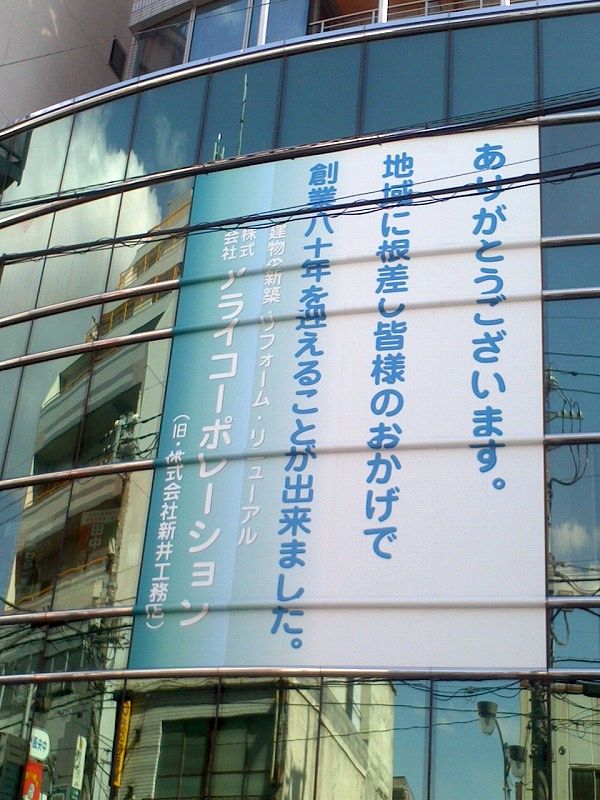 ありがとうございます。
地域に根差し皆様のおかげで
創業八十年を迎えることが出来ました。
建物の新築 リフォーム・リニューアル
株式会社 アライコーポレーション
(旧・株式会社新井工務店)